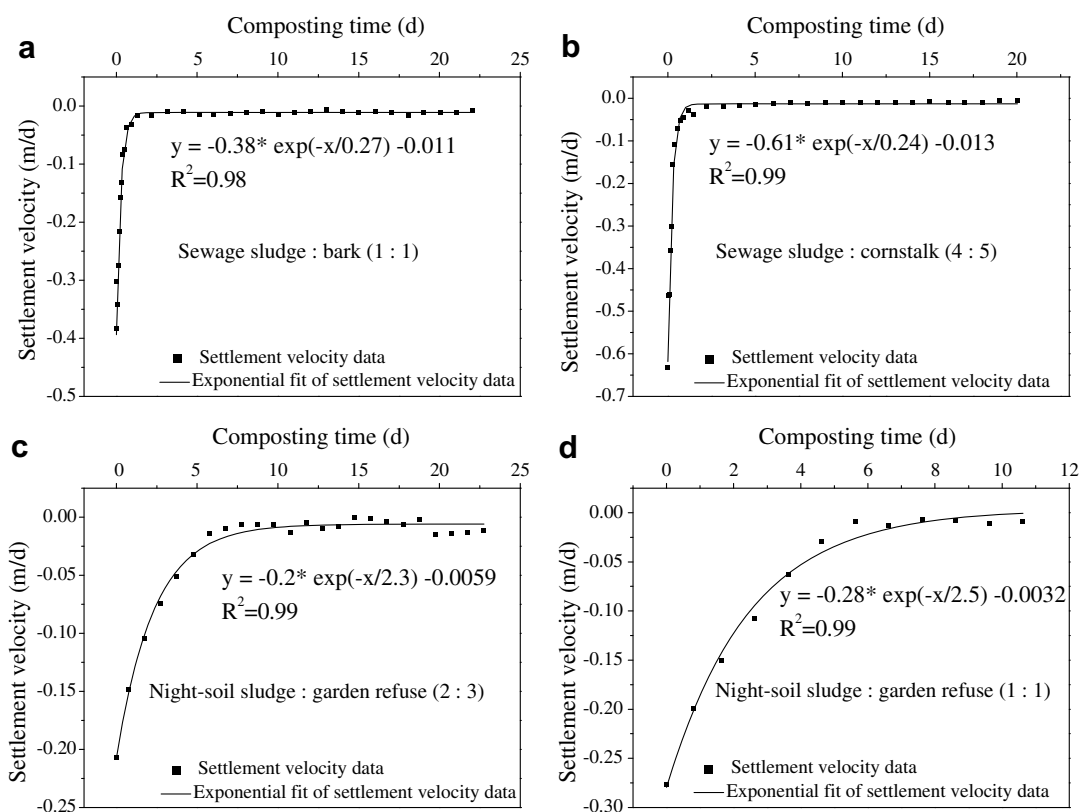 a
Composting time (d)
0 5 10 15 20 25
0.0
-0.1
-0.2
-0.3
-0.4
-0.5
Settlement velocity (m/d)
y = -0.38* exp(-x/0.27) -0.011
R²=0.98
Sewage sludge : bark (1 : 1)
Settlement velocity data
Exponential fit of settlement velocity data
b
Composting time (d)
0 5 10 15 20
0.0
-0.1
-0.2
-0.3
-0.4
-0.5
-0.6
-0.7
Settlement velocity (m/d)
y = -0.61* exp(-x/0.24) -0.013
R²=0.99
Sewage sludge : cornstalk (4 : 5)
Settlement velocity data
Exponential fit of settlement velocity data
c
Composting time (d)
0 5 10 15 20 25
0.00
-0.05
-0.10
-0.15
-0.20
-0.25
Settlement velocity (m/d)
y = -0.2* exp(-x/2.3) -0.0059
R²=0.99
Night-soil sludge : garden refuse (2 : 3)
Settlement velocity data
Exponential fit of settlement velocity data
d
Composting time (d)
0 2 4 6 8 10 12
0.00
-0.05
-0.10
-0.15
-0.20
-0.25
-0.30
Settlement velocity (m/d)
y = -0.28* exp(-x/2.5) -0.0032
R²=0.99
Night-soil sludge : garden refuse (1 : 1)
Settlement velocity data
Exponential fit of settlement velocity data